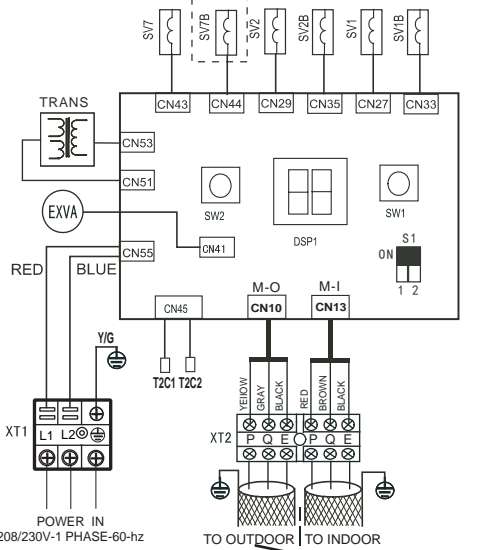 SV7
SV7B
SV2
SV2B
SV1
SV1B
CN43
CN44
CN29
CN35
CN27
CN33
TRANS
CN53
CN51
EXVA
CN41
CN55
RED
BLUE
SW2
DSP1
SW1
S1
ON
1 2
M-O
M-I
CN45
CN10
CN13
Y/G
T2C1 T2C2
YEllOW
GRAY
BLACK
RED
BROWN
BLACK
XT1
L1 L2
XT2
P Q E P Q E
POWER IN
208/230V-1 PHASE-60-hz
TO OUTDOOR
TO INDOOR